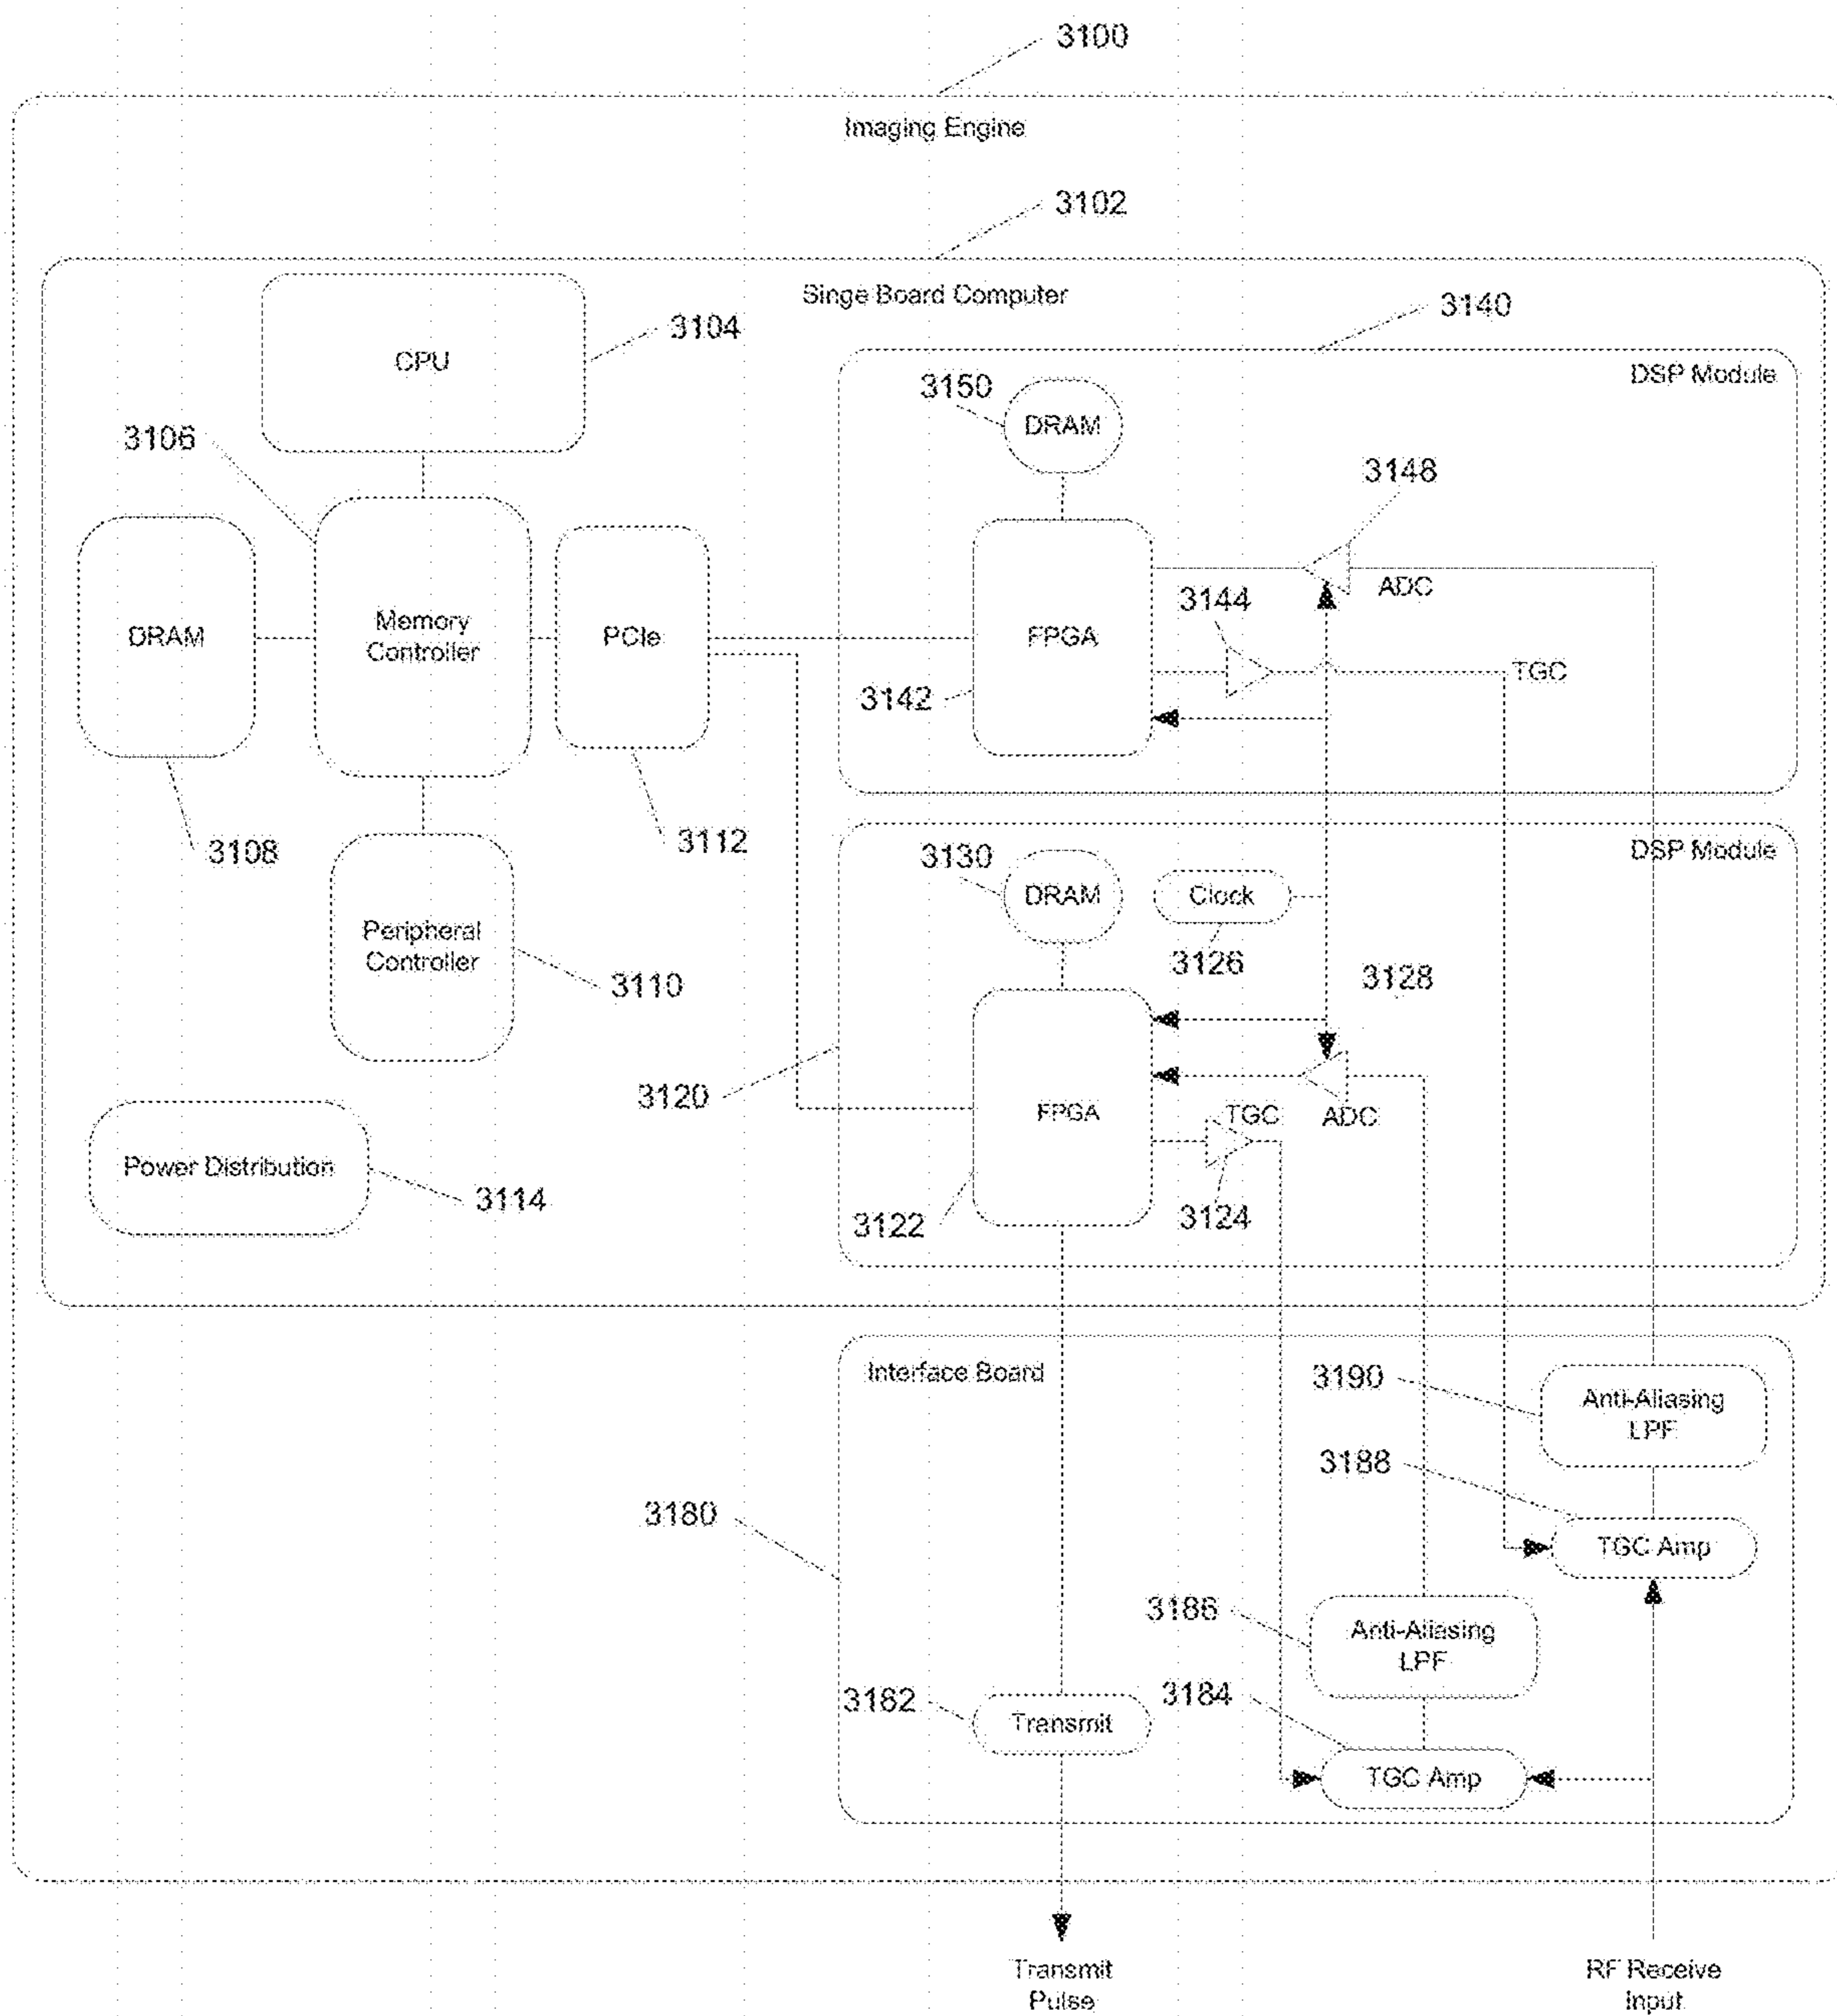 3100
Imaging Engine
3102
Singe Board Computer
3140
3104
CPU
DSP Module
3150
DRAM
3106
3148
ADC
3144
DRAM
Memory
Controller
PCIe
FPGA
TGC
3142
3108
3112
3130
DRAM
Clock
DSP Module
Peripheral
Controller
3126
3128
3110
3120
FPGA
TGC
ADC
Power Distribution
3114
3122
3124
Interface Board
3190
Anti-Aliasing
LPF
3188
3180
TGC Amp
3186
Anti-Aliasing
LPF
3182
3184
Transmit
TGC Amp
Transmit
Pulse
RF Receive
Input